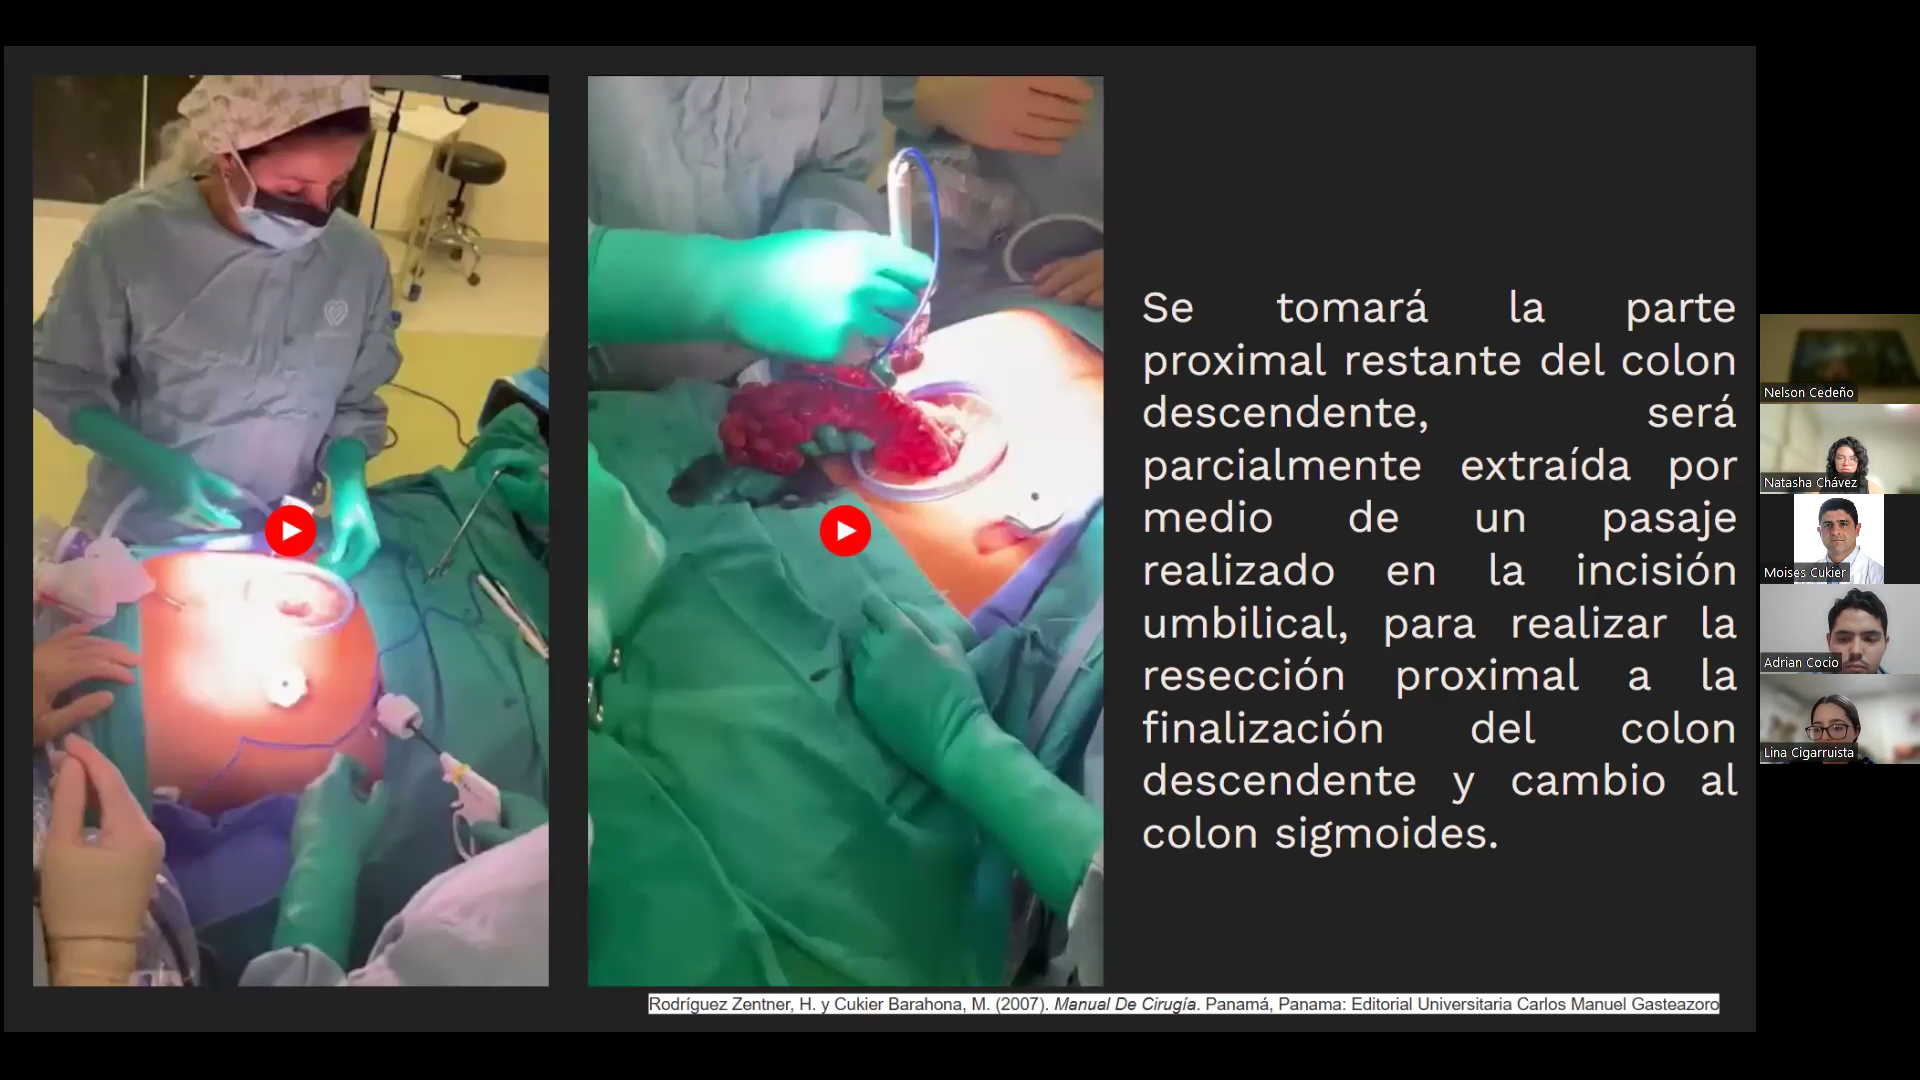 Se tomará la parte
proximal restante del colon
descendente, será
parcialmente extraída por
medio de un pasaje
realizado en la incisión
umbilical, para realizar la
resección proximal a la
finalización del colon
descendente y cambio al
colon sigmoides.
Rodríguez Zentner, H. y Cukier Barahona, M. (2007). Manual De Cirugía. Panamá, Panama: Editorial Universitaria Carlos Manuel Gasteazoro
Nelson Cedeño
Natasha Chávez
Moises Cukier
Adrian Cocio
Lina Cigarruista